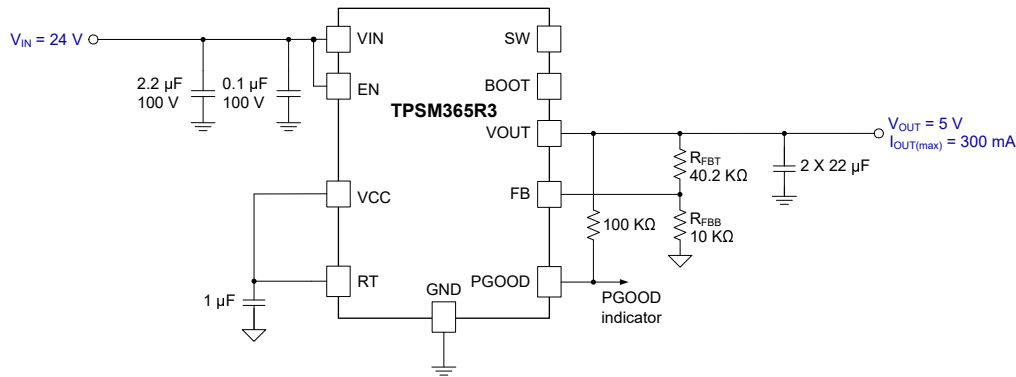 V_IN = 24 V
2.2 µF
100 V
0.1 µF
100 V
VIN
EN
VCC
RT
1 µF
TPSM365R3
GND
SW
BOOT
VOUT
FB
PGOOD
100 KΩ
R_FBT
40.2 KΩ
R_FBB
10 KΩ
2 X 22 µF
V_OUT = 5 V
I_OUT(max) = 300 mA
PGOOD
indicator